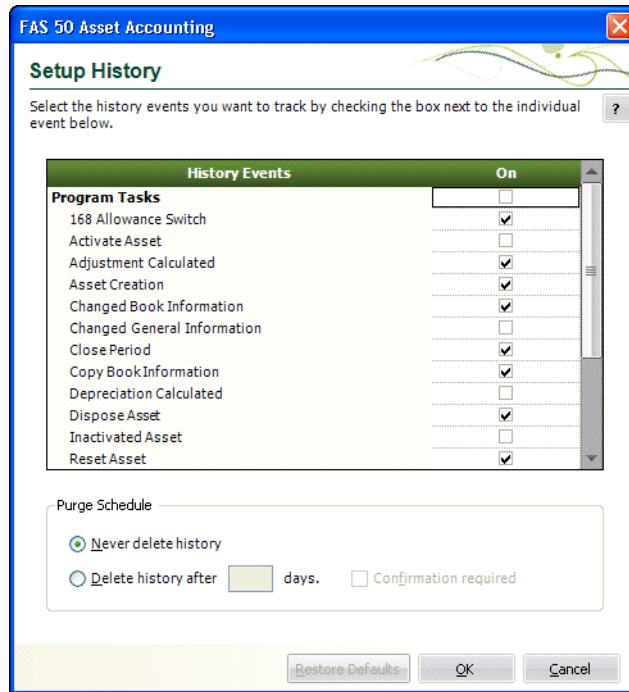 FAS 50 Asset Accounting
Setup History
Select the history events you want to track by checking the box next to the individual
event below.
?
History Events On
Program Tasks
168 Allowance Switch
Activate Asset
Adjustment Calculated
Asset Creation
Changed Book Information
Changed General Information
Close Period
Copy Book Information
Depreciation Calculated
Dispose Asset
Inactivated Asset
Reset Asset
Purge Schedule
Never delete history
Delete history after days. Confirmation required
Restore Defaults OK Cancel